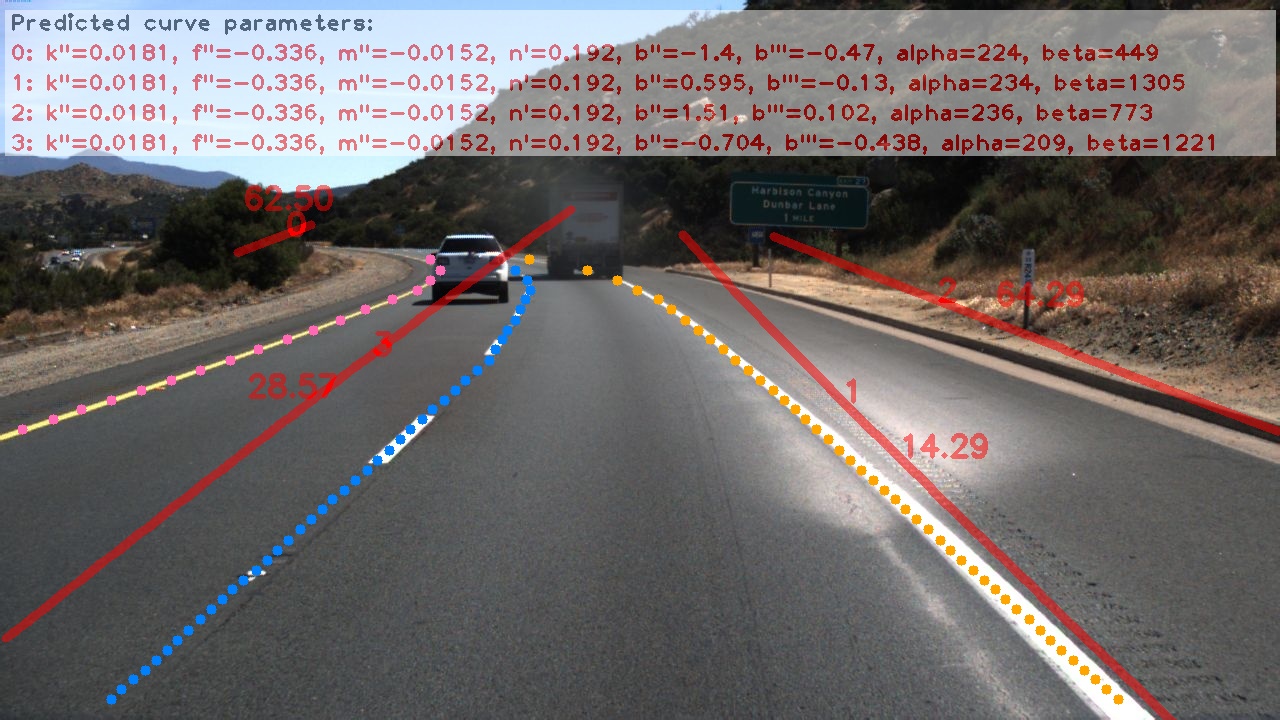 Predicted curve parameters:
0: k''=0.0181, f''=-0.336, m''=-0.0152, n'=0.192, b''=-1.4, b'''=-0.47, alpha=224, beta=449
1: k''=0.0181, f''=-0.336, m''=-0.0152, n'=0.192, b''=0.595, b'''=-0.13, alpha=234, beta=1305
2: k''=0.0181, f''=-0.336, m''=-0.0152, n'=0.192, b''=1.51, b'''=0.102, alpha=236, beta=773
3: k''=0.0181, f''=-0.336, m''=-0.0152, n'=0.192, b''=-0.704, b'''=-0.438, alpha=209, beta=1221
62.50
0
EXIT 27
Harbison Canyon
Dunbar Lane
1 MILE
2
64.29
3
28.57
1
14.29